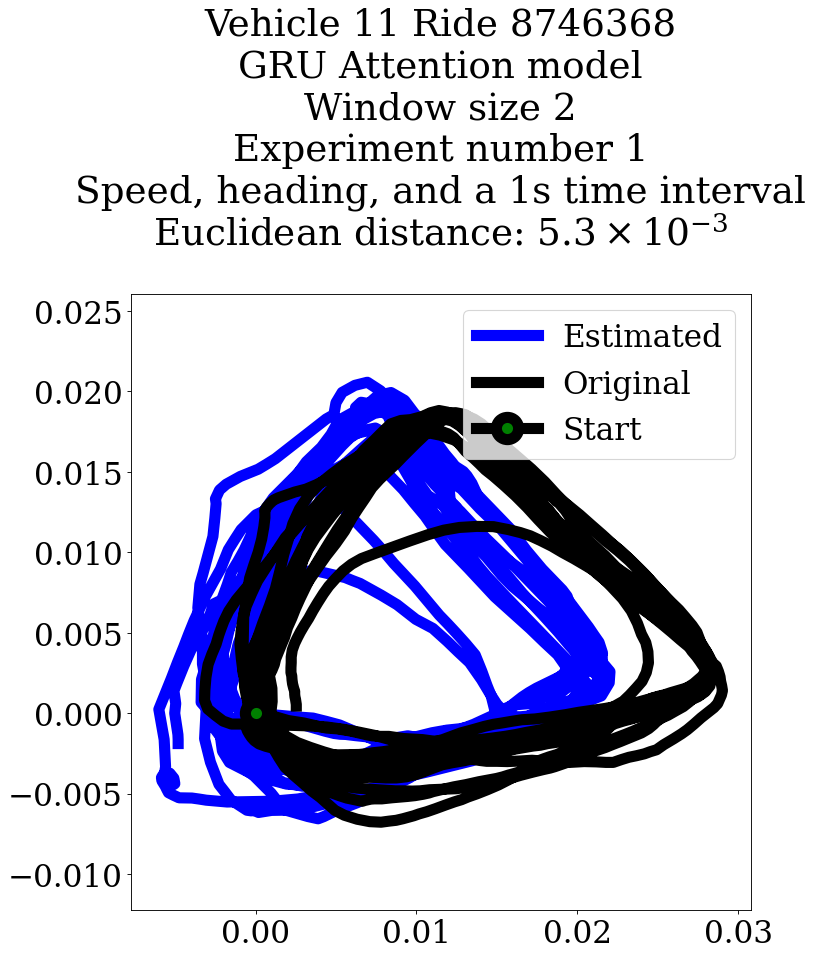 Vehicle 11 Ride 8746368
GRU Attention model
Window size 2
Experiment number 1
Speed, heading, and a 1s time interval
Euclidean distance: 5.3 × 10⁻³
Estimated
Original
Start
0.025
0.020
0.015
0.010
0.005
0.000
−0.005
−0.010
0.00 0.01 0.02 0.03